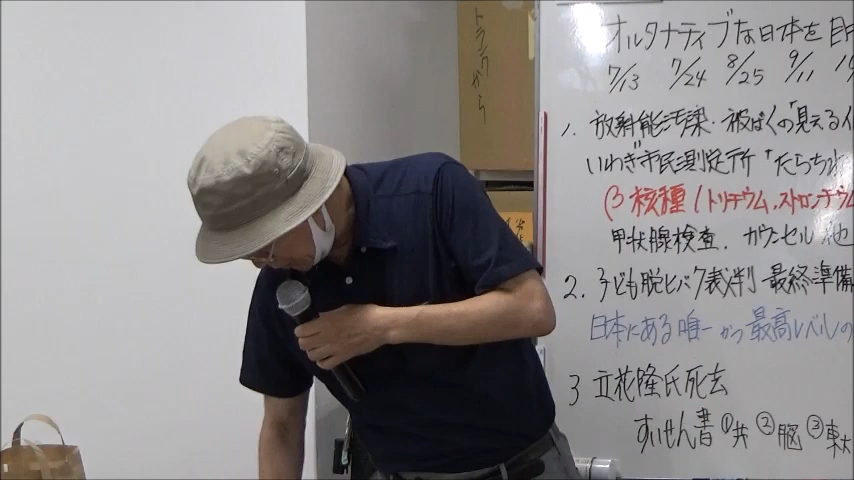 トランクから
オルタナティブな日本を目
7/13 7/24 8/25 9/11
1. 放射能汚染・被ばくの「見える
いわき市民測定所「たらちね
(β核種/トリチウム,ストロンチウム
甲状腺検査. カウンセル 他
2. 子ども脱ヒバク裁判 最終準備
日本にある唯一かつ最高レベルの
3 立花隆氏死去
すいせん書 ①共 ②脳 ③東大